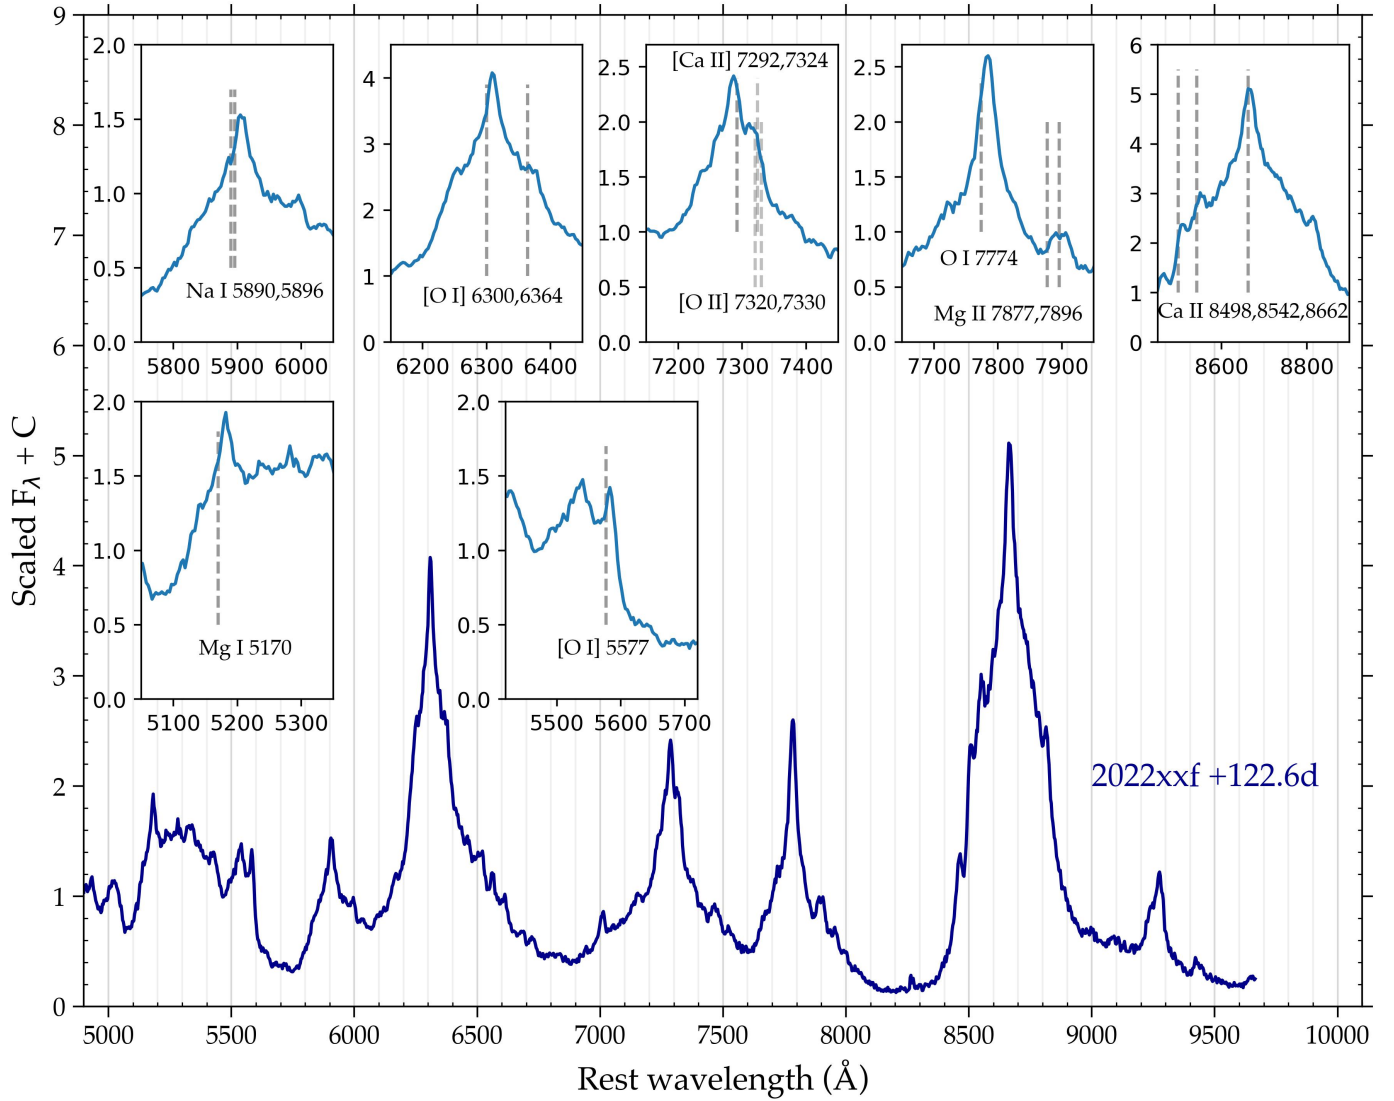 9
8
7
6
5
4
3
2
1
0
Scaled Fλ + C
2.0
1.5
1.0
0.5
0.0
Na I 5890,5896
5800 5900 6000
4
3
2
1
0
[O I] 6300,6364
6200 6300 6400
2.5
2.0
1.5
1.0
0.5
0.0
[Ca II] 7292,7324
[O II] 7320,7330
7200 7300 7400
2.5
2.0
1.5
1.0
0.5
0.0
O I 7774
Mg II 7877,7896
7700 7800 7900
6
5
4
3
2
1
0
Ca II 8498,8542,8662
8600 8800
2.0
1.5
1.0
0.5
0.0
Mg I 5170
5100 5200 5300
2.0
1.5
1.0
0.5
0.0
[O I] 5577
5500 5600 5700
2022xxf +122.6d
5000 5500 6000 6500 7000 7500 8000 8500 9000 9500 10000
Rest wavelength (Å)